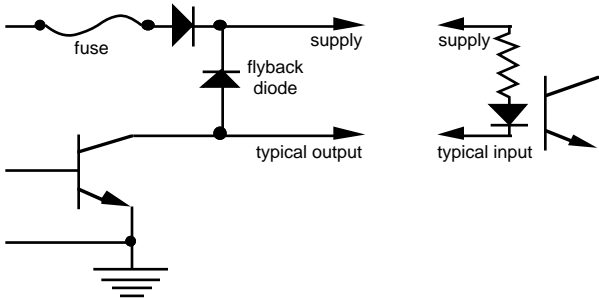 fuse
supply
supply
flyback
diode
typical output
typical input